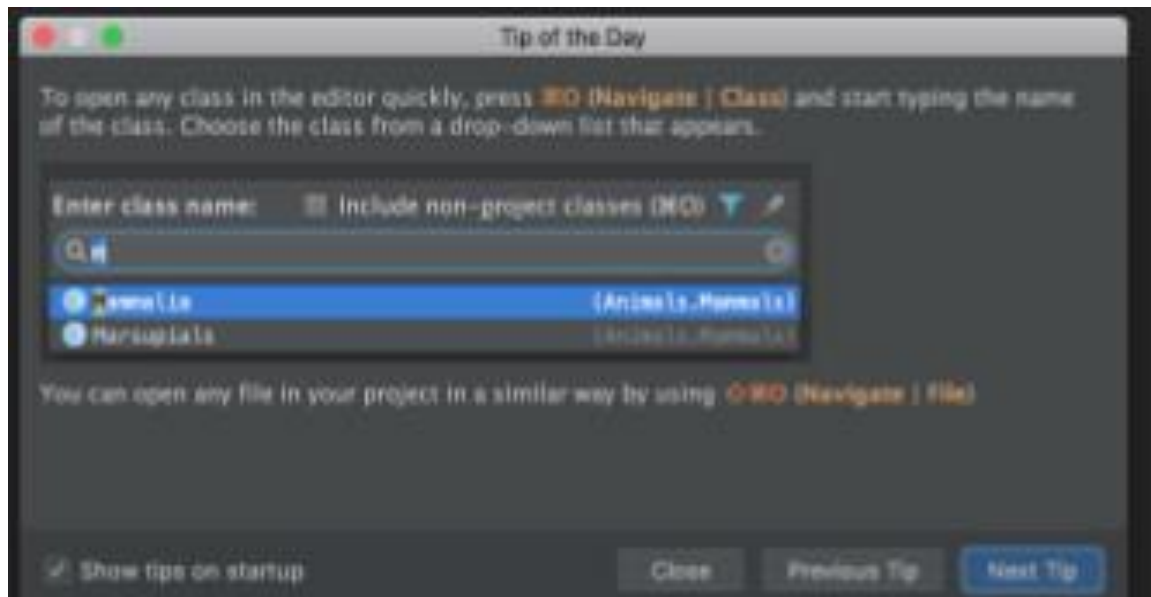 Tip of the Day
To open any class in the editor quickly, press ⌘O (Navigate | Class) and start typing the name
of the class. Choose the class from a drop-down list that appears.
Enter class name: Include non-project classes (⌘O)
m
Mammalia (Animals.Mammals)
Marsupials (Animals.Mammals)
You can open any file in your project in a similar way by using ⇧⌘O (Navigate | File)
Show tips on startup Close Previous Tip Next Tip